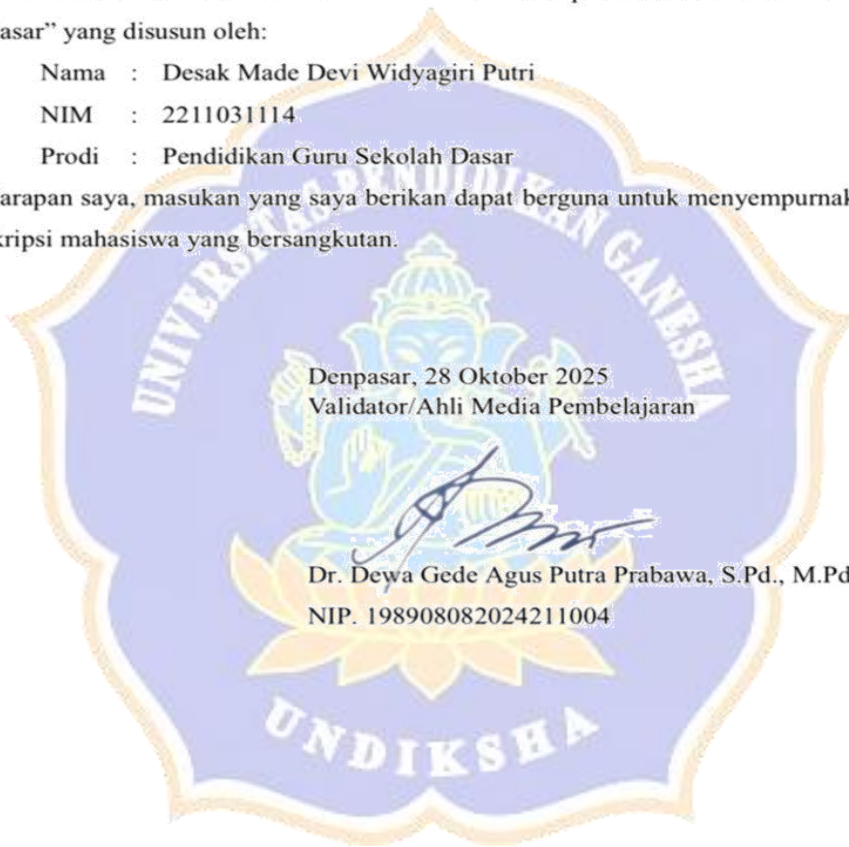 asar” yang disusun oleh:
Nama : Desak Made Devi Widyagiri Putri
NIM : 2211031114
Prodi : Pendidikan Guru Sekolah Dasar
arapan saya, masukan yang saya berikan dapat berguna untuk menyempurnak
kripsi mahasiswa yang bersangkutan.
UNIVERSITAS PENDIDIKAN GANESHA
Denpasar, 28 Oktober 2025
Validator/Ahli Media Pembelajaran
Dr. Dewa Gede Agus Putra Prabawa, S.Pd., M.Pd
NIP. 198908082024211004
UNDIKSHA